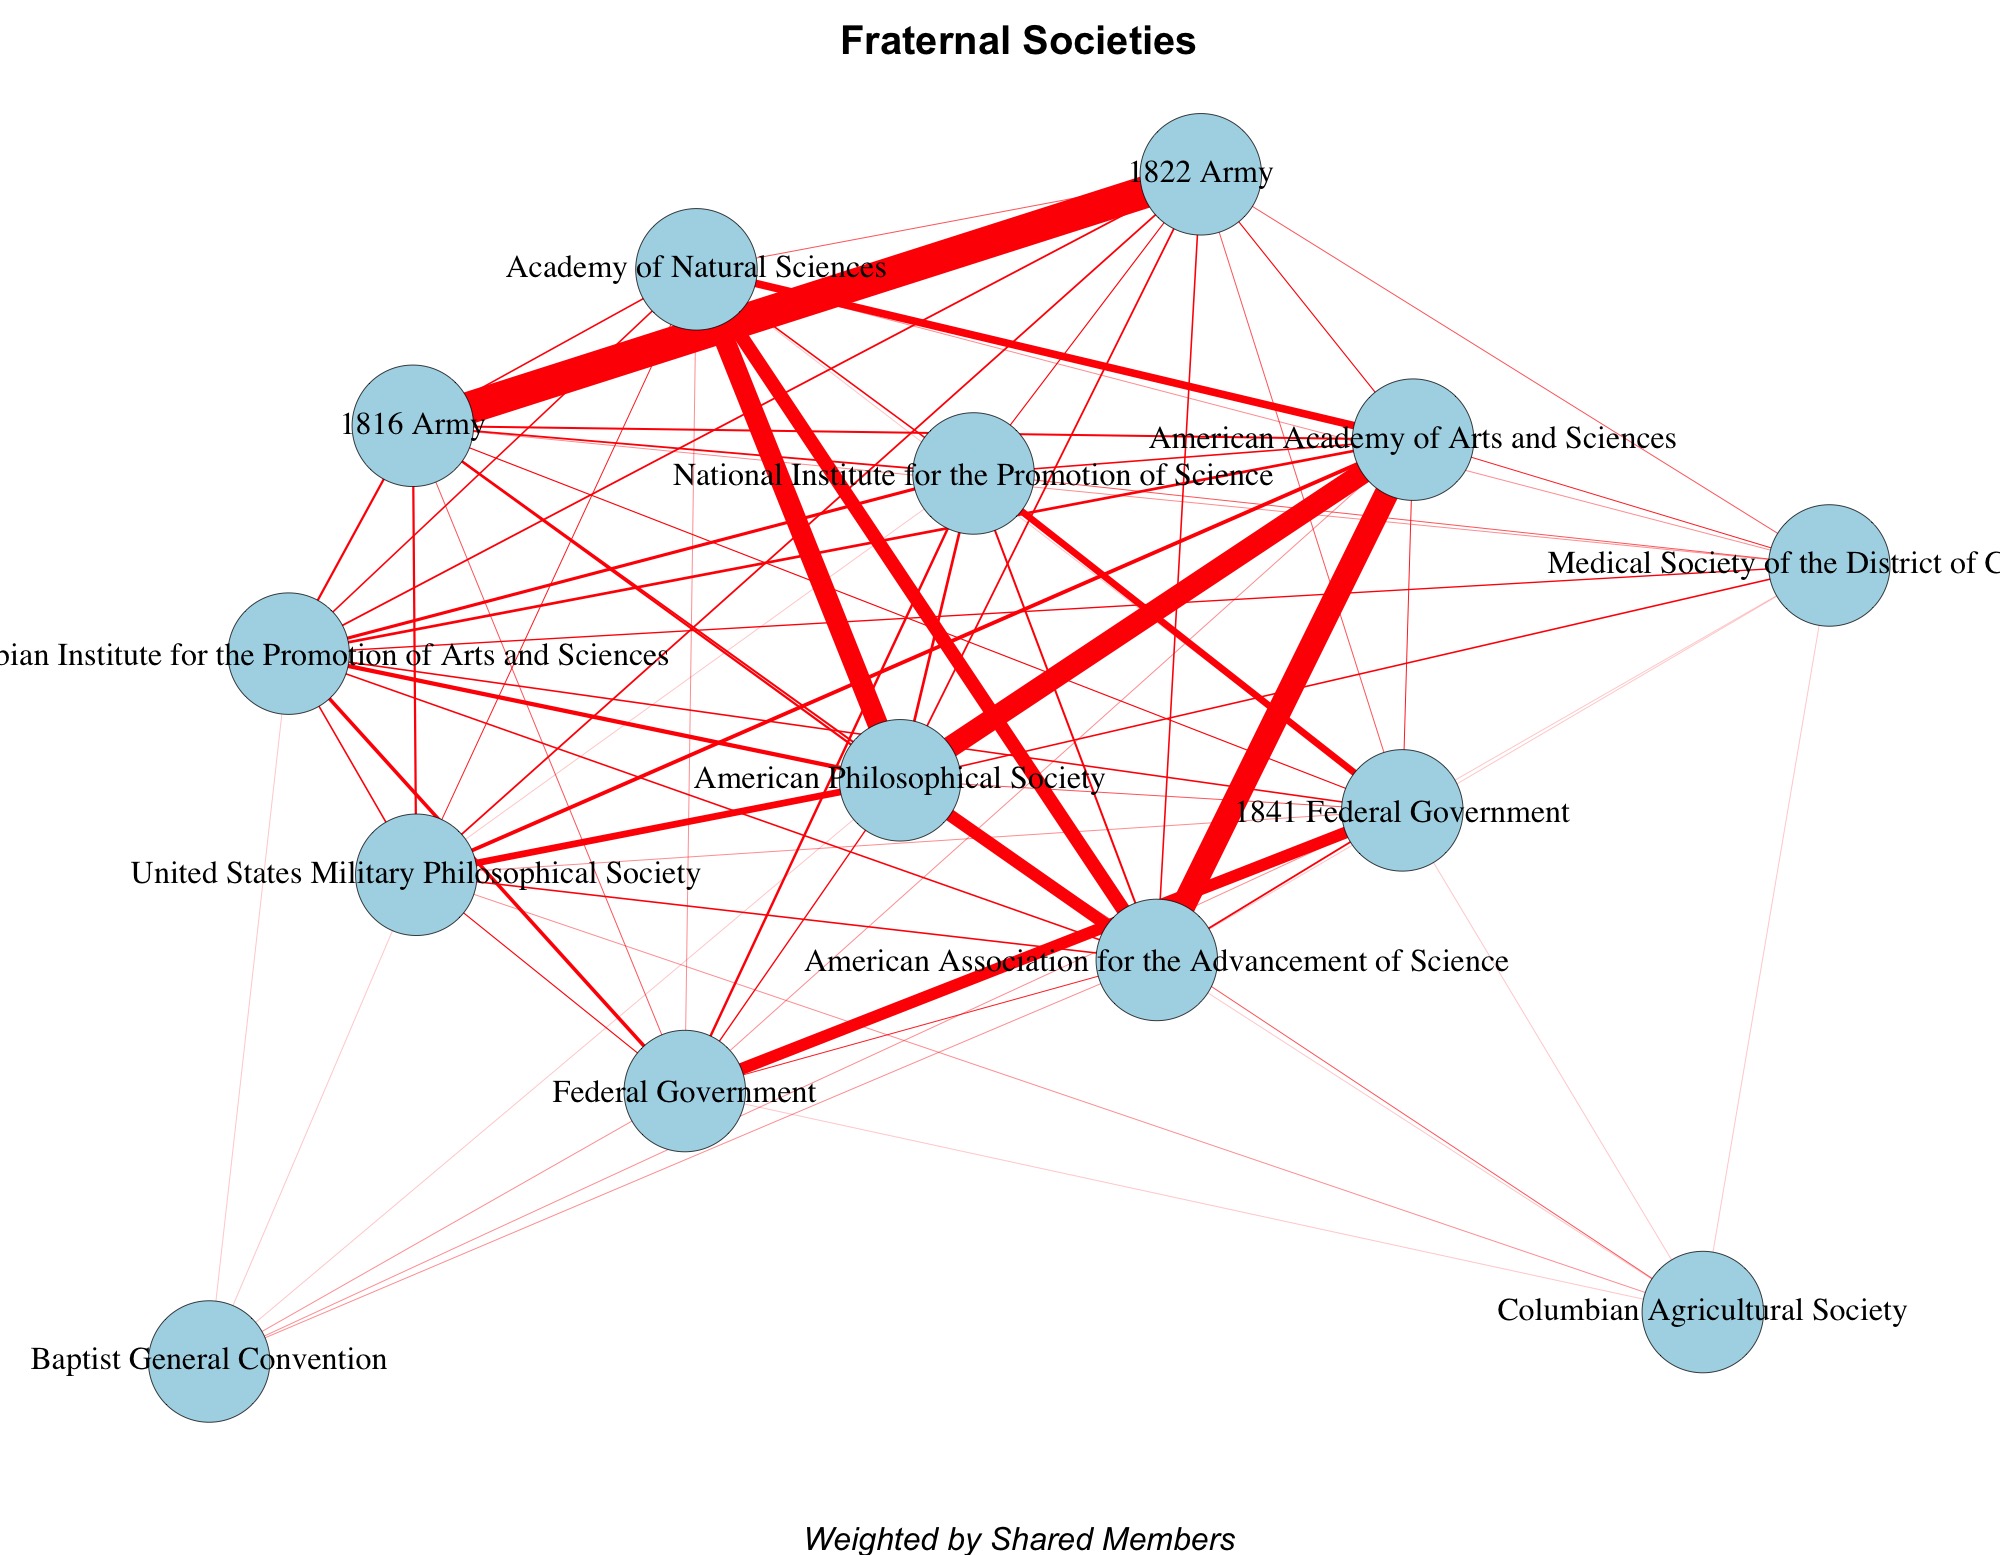 Fraternal Societies
1822 Army
Academy of Natural Sciences
1816 Army
American Academy of Arts and Sciences
National Institute for the Promotion of Science
Medical Society of the District of C
bian Institute for the Promotion of Arts and Sciences
American Philosophical Society
1841 Federal Government
United States Military Philosophical Society
American Association for the Advancement of Science
Federal Government
Columbian Agricultural Society
Baptist General Convention
Weighted by Shared Members